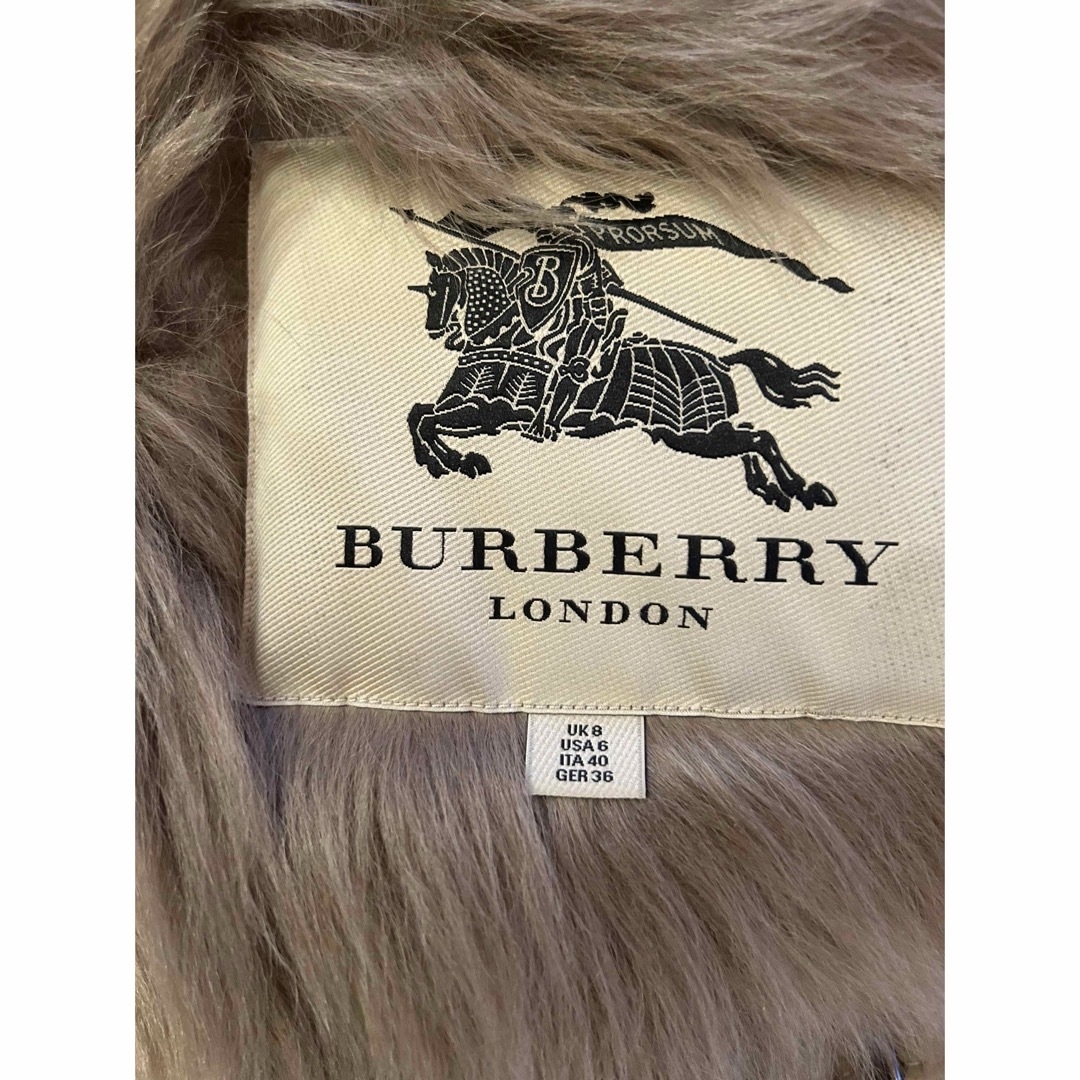 PRORSUM
B
BURBERRY
LONDON
UK 8
USA 6
ITA 40
GER 36